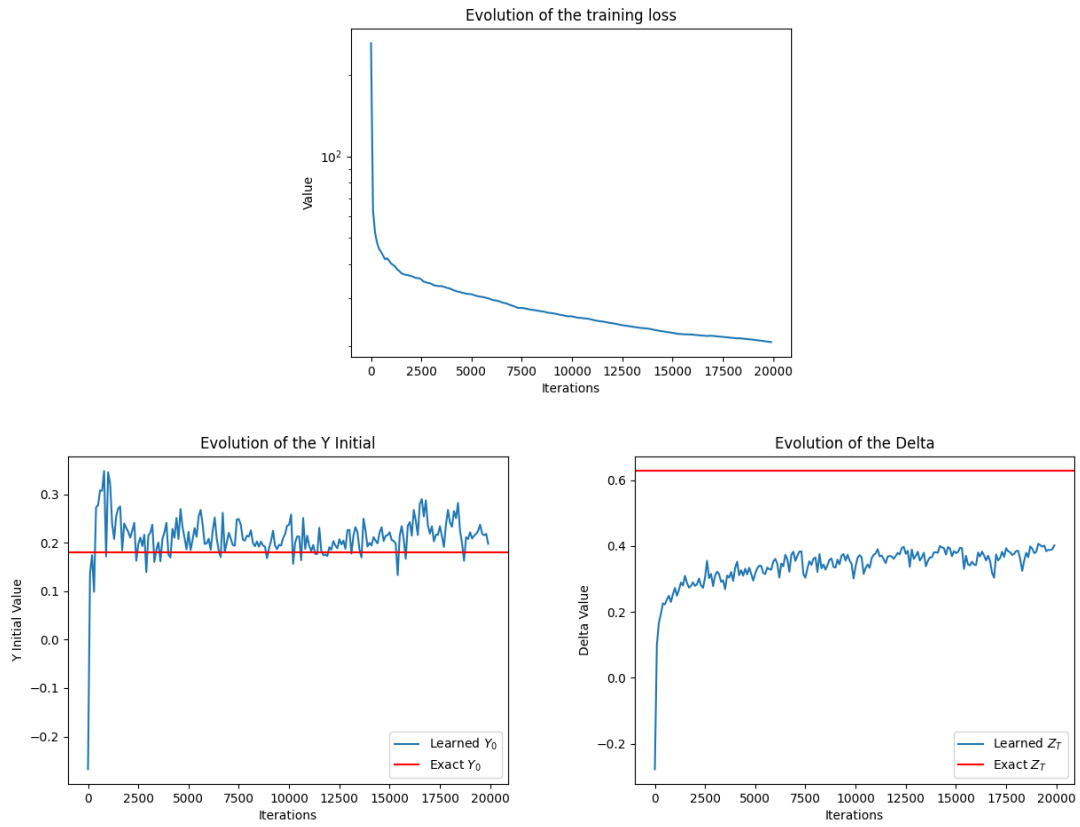 Evolution of the training loss
Value
10²
0 2500 5000 7500 10000 12500 15000 17500 20000
Iterations
Evolution of the Y Initial
Y Initial Value
0.3
0.2
0.1
0.0
−0.1
−0.2
Learned Y₀
Exact Y₀
0 2500 5000 7500 10000 12500 15000 17500 20000
Iterations
Evolution of the Delta
Delta Value
0.6
0.4
0.2
0.0
−0.2
Learned Z_T
Exact Z_T
0 2500 5000 7500 10000 12500 15000 17500 20000
Iterations